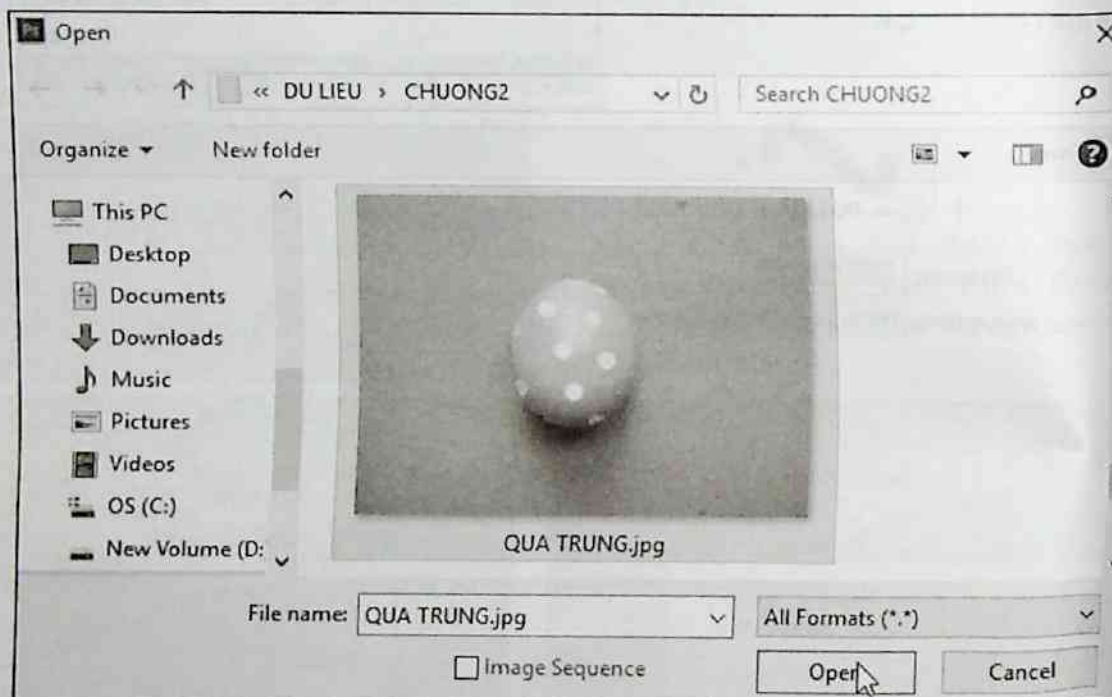 Open
« DU LIEU › CHUONG2
Search CHUONG2
Organize
New folder
This PC
Desktop
Documents
Downloads
Music
Pictures
Videos
OS (C:)
New Volume (D:
QUA TRUNG.jpg
File name: QUA TRUNG.jpg
All Formats (*.*)
Image Sequence
Open
Cancel